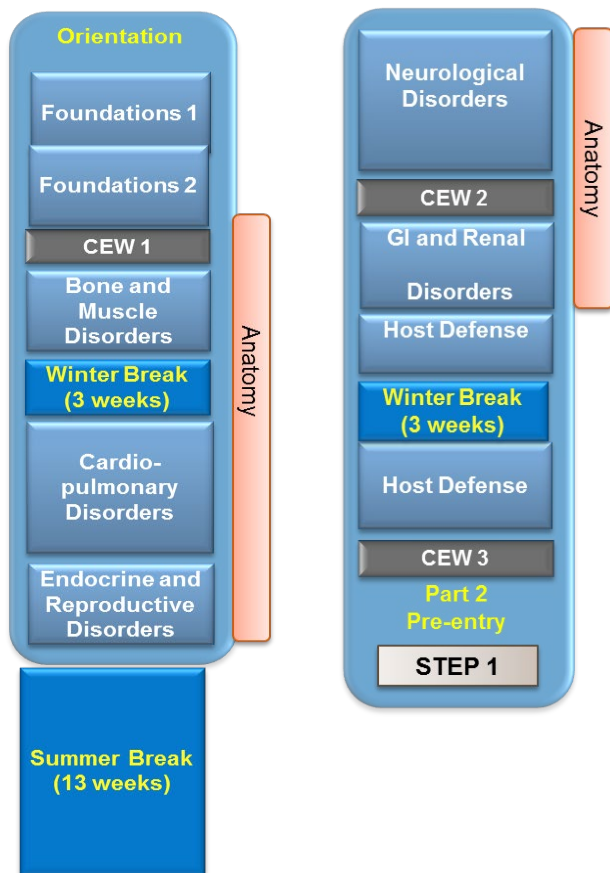 Orientation
Foundations 1
Foundations 2
CEW 1
Bone and
Muscle
Disorders
Winter Break
(3 weeks)
Cardio-
pulmonary
Disorders
Endocrine and
Reproductive
Disorders
Anatomy
Summer Break
(13 weeks)
Neurological
Disorders
CEW 2
GI and Renal
Disorders
Host Defense
Winter Break
(3 weeks)
Host Defense
CEW 3
Part 2
Pre-entry
STEP 1
Anatomy